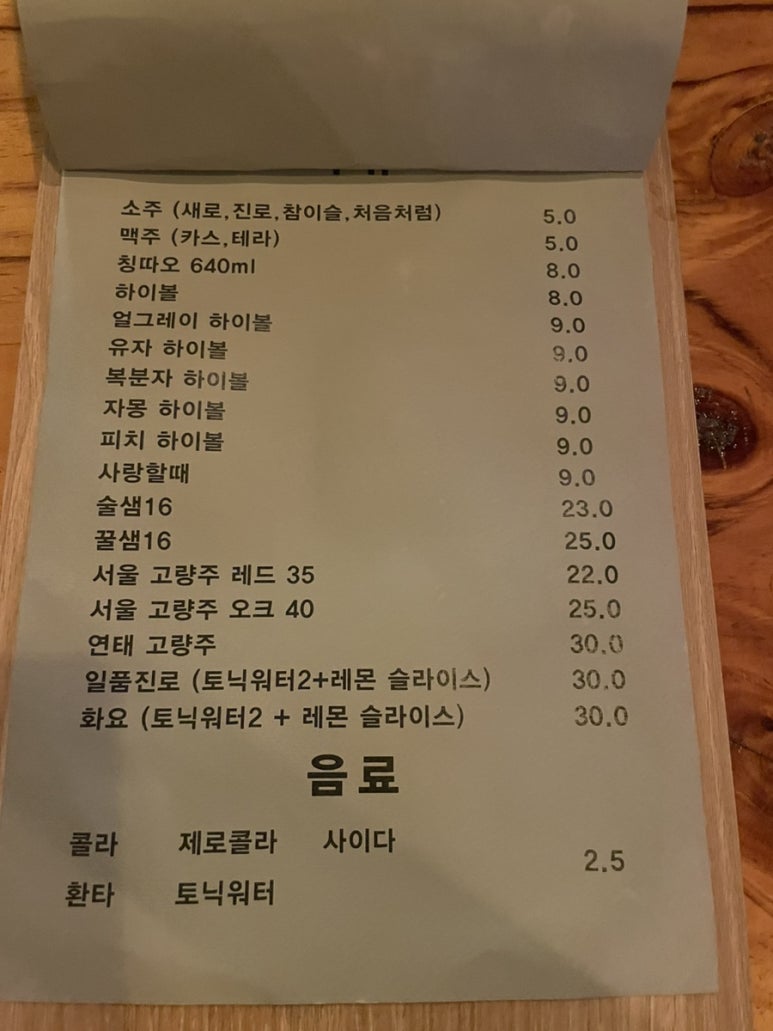 소주 (새로,진로,참이슬,처음처럼) 5.0
맥주 (카스,테라) 5.0
칭따오 640ml 8.0
하이볼 8.0
얼그레이 하이볼 9.0
유자 하이볼 9.0
복분자 하이볼 9.0
자몽 하이볼 9.0
피치 하이볼 9.0
사랑할때 9.0
술샘16 23.0
꿀샘16 25.0
서울 고량주 레드 35 22.0
서울 고량주 오크 40 25.0
연태 고량주 30.0
일품진로 (토닉워터2+레몬 슬라이스) 30.0
화요 (토닉워터2 + 레몬 슬라이스) 30.0
음료
콜라 제로콜라 사이다
2.5
환타 토닉워터